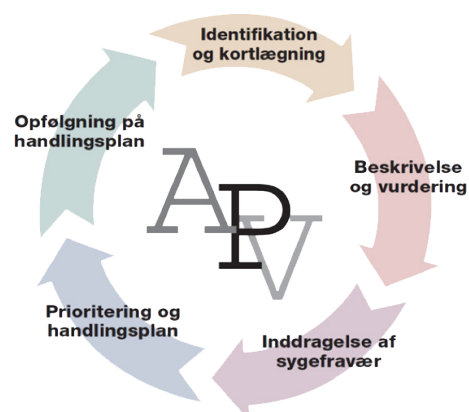 Identifikation
og kortlægning
Beskrivelse
og vurdering
Inddragelse af
sygefravær
Prioritering og
handlingsplan
Opfølgning på
handlingsplan
APV